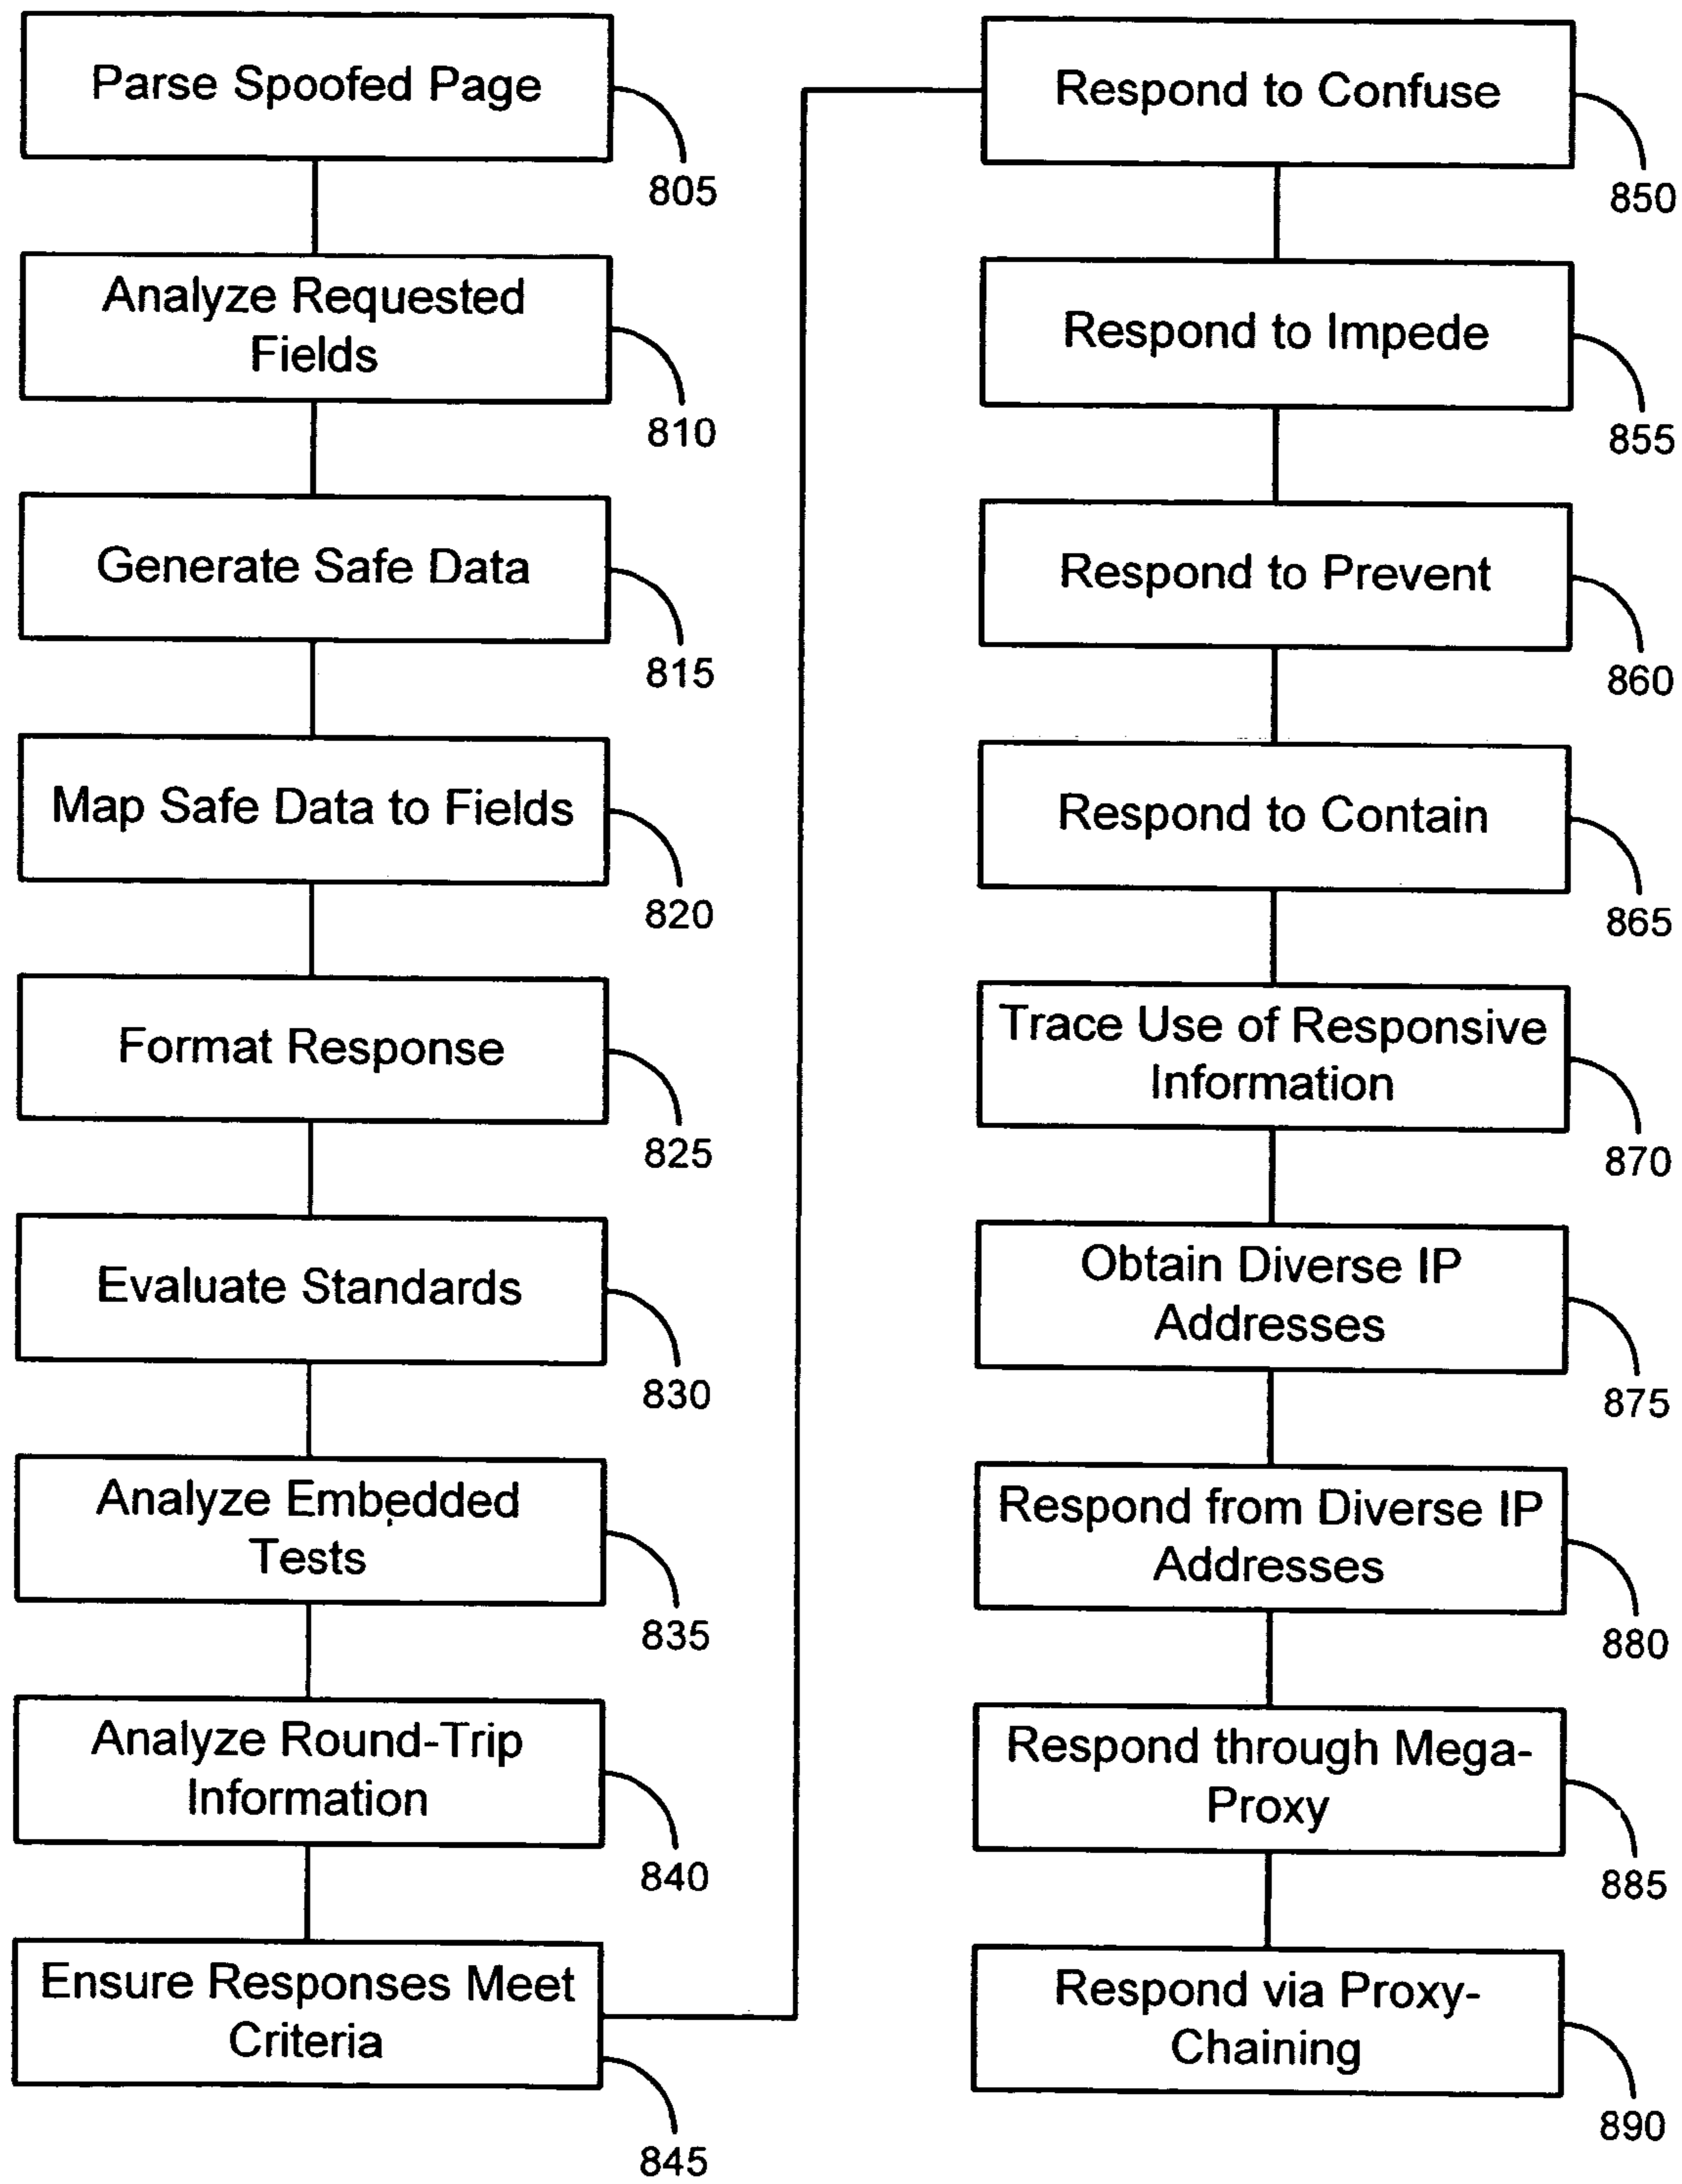 Parse Spoofed Page
805
Analyze Requested
Fields
810
Generate Safe Data
815
Map Safe Data to Fields
820
Format Response
825
Evaluate Standards
830
Analyze Embedded
Tests
835
Analyze Round-Trip
Information
840
Ensure Responses Meet
Criteria
845
Respond to Confuse
850
Respond to Impede
855
Respond to Prevent
860
Respond to Contain
865
Trace Use of Responsive
Information
870
Obtain Diverse IP
Addresses
875
Respond from Diverse IP
Addresses
880
Respond through Mega-
Proxy
885
Respond via Proxy-
Chaining
890